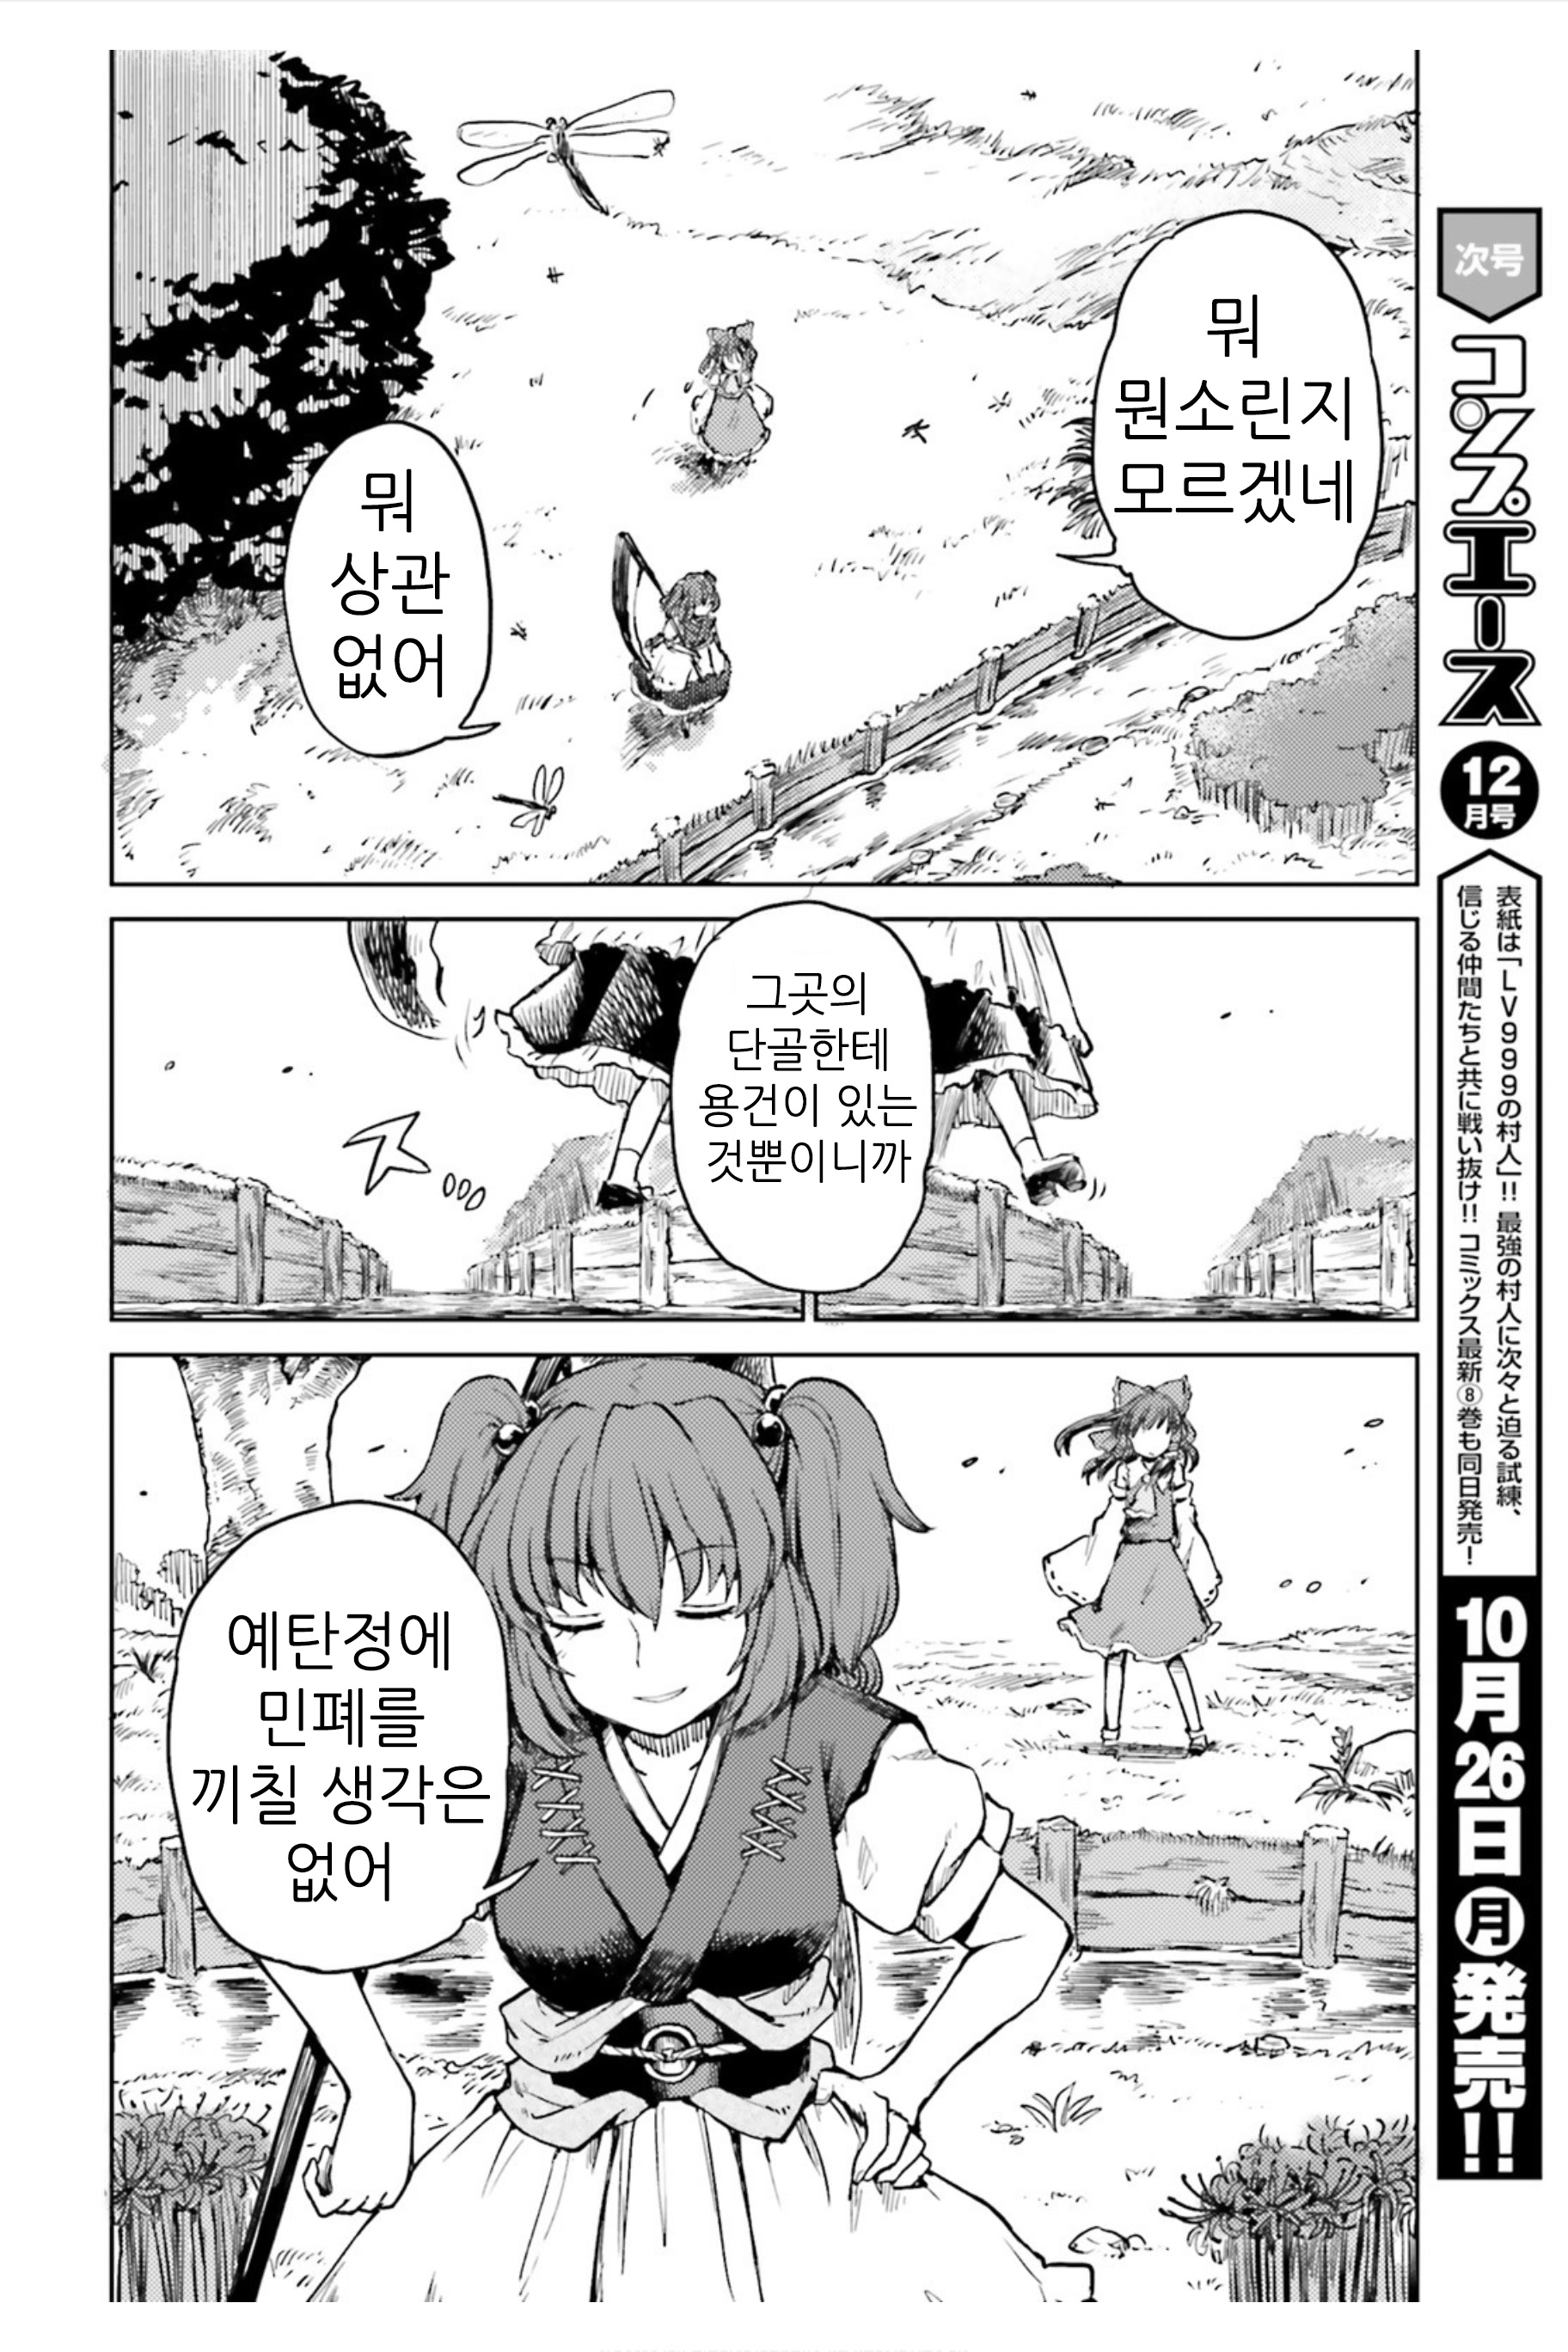 뭐
뭔소린지
모르겠네
뭐
상관
없어
그곳의
단골한테
용건이 있는
것뿐이니까
ス
예탄정에
민폐를
끼칠 생각은
없어
次号
コンプエース
12
月号
表紙は「LV999の村人」!! 最強の村人に次々と迫る試練、
信じる仲間たちと共に戦い抜け!! コミックス最新⑧巻も同日発売!
10月26日月発売!!